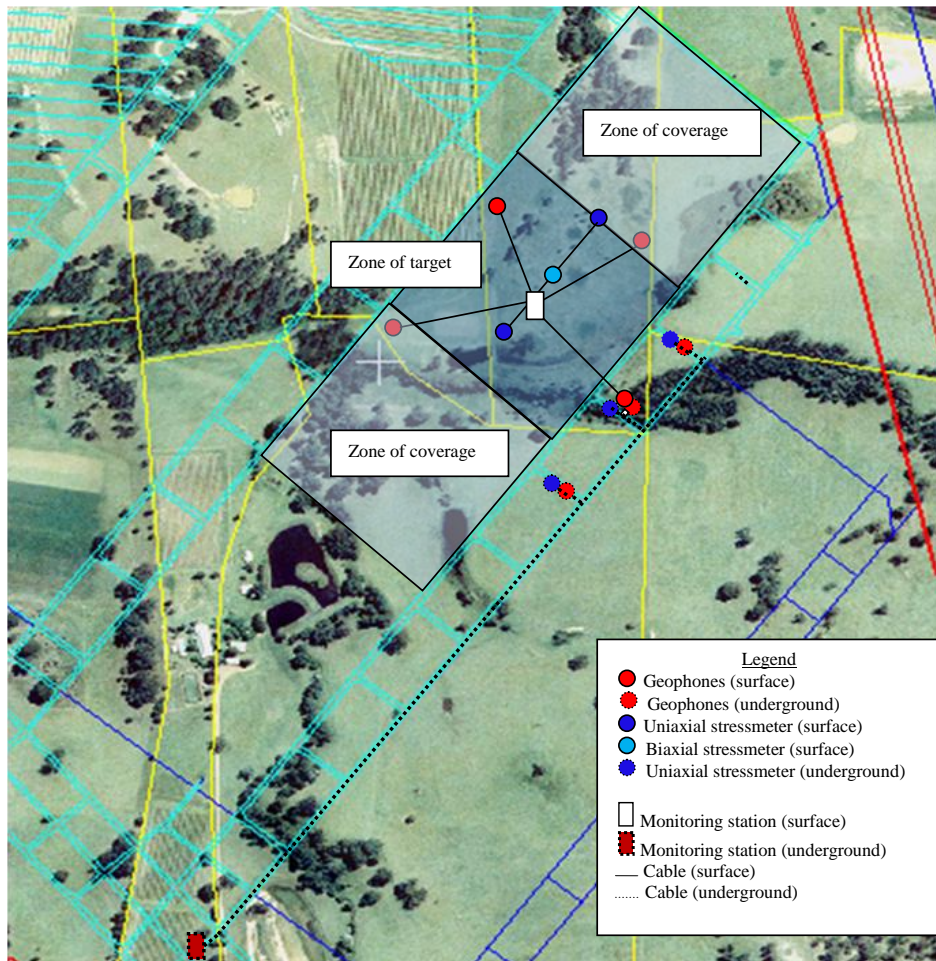 Zone of coverage
Zone of target
Zone of coverage
Legend
Geophones (surface)
Geophones (underground)
Uniaxial stressmeter (surface)
Biaxial stressmeter (surface)
Uniaxial stressmeter (underground)
Monitoring station (surface)
Monitoring station (underground)
Cable (surface)
Cable (underground)